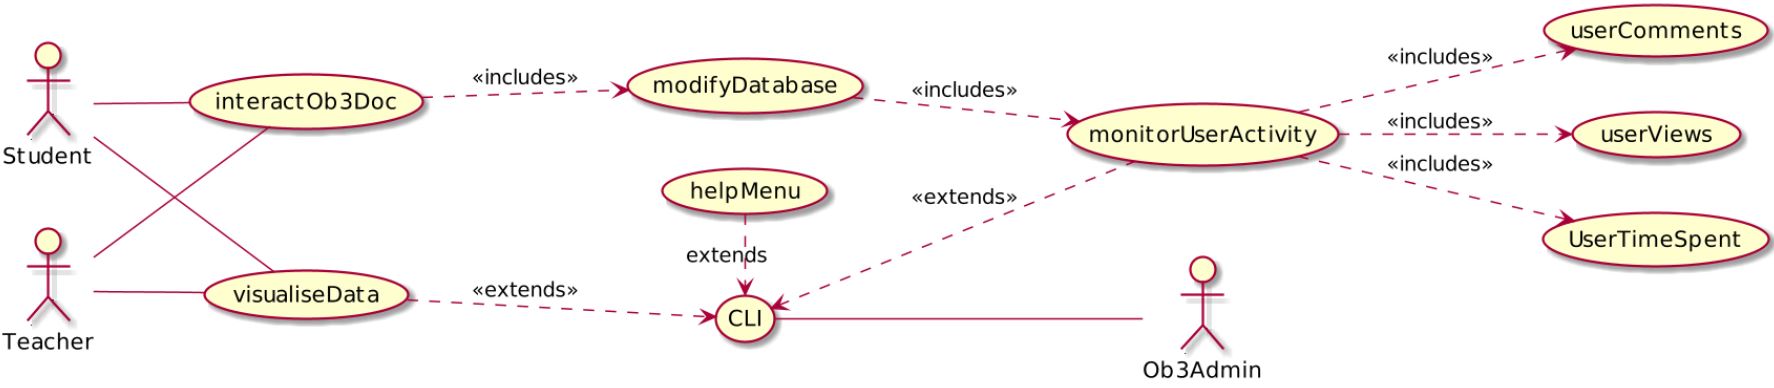 userComments
«includes»
Student
interactOb3Doc
«includes»
modifyDatabase
«includes»
monitorUserActivity
«includes»
userViews
«includes»
UserTimeSpent
helpMenu
«extends»
extends
Teacher
visualiseData
«extends»
CLI
Ob3Admin